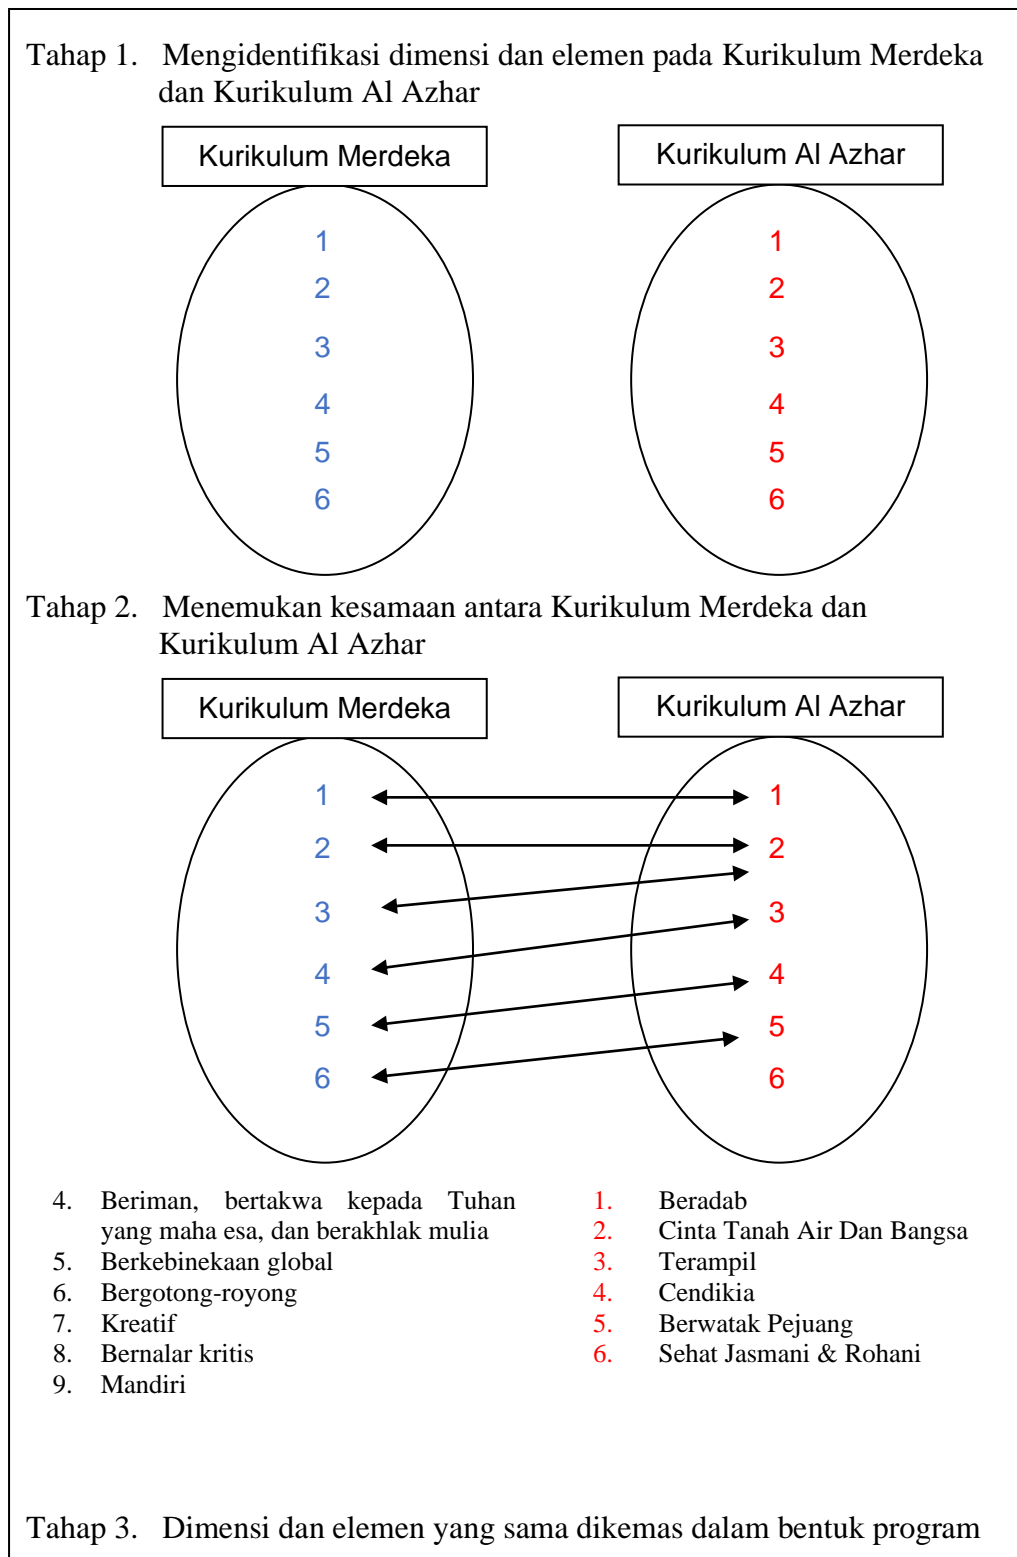 Tahap 1. Mengidentifikasi dimensi dan elemen pada Kurikulum Merdeka
dan Kurikulum Al Azhar
Kurikulum Merdeka
1
2
3
4
5
6
Kurikulum Al Azhar
1
2
3
4
5
6
Tahap 2. Menemukan kesamaan antara Kurikulum Merdeka dan
Kurikulum Al Azhar
Kurikulum Merdeka
1
2
3
4
5
6
Kurikulum Al Azhar
1
2
3
4
5
6
4. Beriman, bertakwa kepada Tuhan
yang maha esa, dan berakhlak mulia
5. Berkebinekaan global
6. Bergotong-royong
7. Kreatif
8. Bernalar kritis
9. Mandiri
1. Beradab
2. Cinta Tanah Air Dan Bangsa
3. Terampil
4. Cendikia
5. Berwatak Pejuang
6. Sehat Jasmani & Rohani
Tahap 3. Dimensi dan elemen yang sama dikemas dalam bentuk program